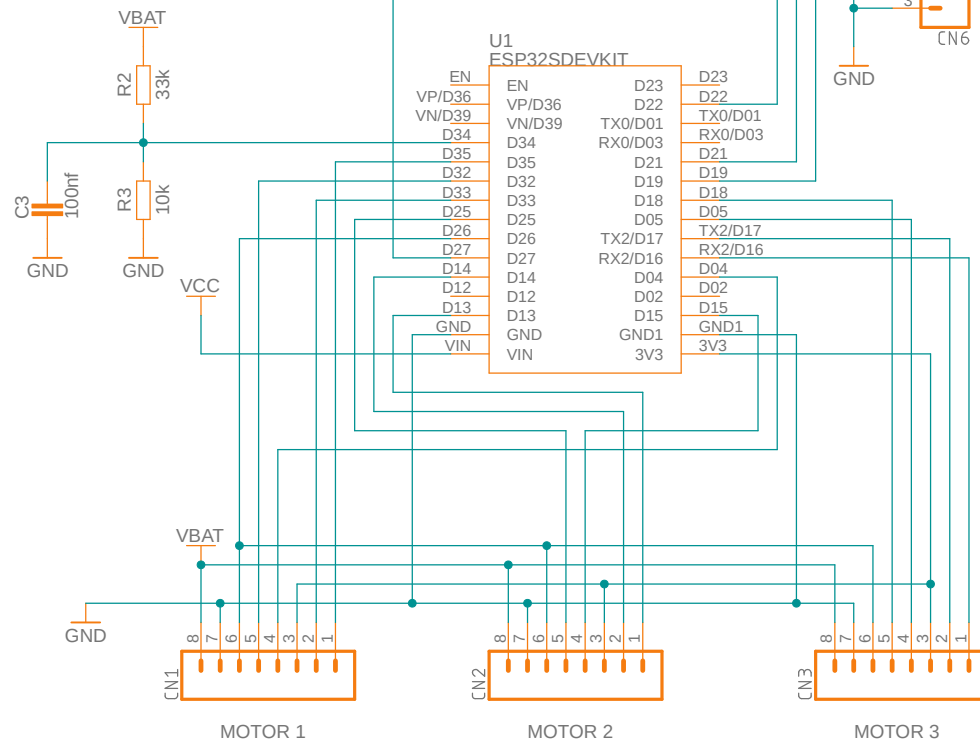 VBAT
R2
33k
C3
100nf
R3
10k
GND
GND
VCC
U1
ESP32SDEVKIT
EN EN D23 D23
VP/D36 VP/D36 D22 D22
VN/D39 VN/D39 TX0/D01 TX0/D01
D34 D34 RX0/D03 RX0/D03
D35 D35 D21 D21
D32 D32 D19 D19
D33 D33 D18 D18
D25 D25 D05 D05
D26 D26 TX2/D17 TX2/D17
D27 D27 RX2/D16 RX2/D16
D14 D14 D04 D04
D12 D12 D02 D02
D13 D13 D15 D15
GND GND GND1 GND1
VIN VIN 3V3 3V3
3
CN6
GND
VBAT
GND
8 7 6 5 4 3 2 1
CN1
MOTOR 1
8 7 6 5 4 3 2 1
CN2
MOTOR 2
8 7 6 5 4 3 2 1
CN3
MOTOR 3